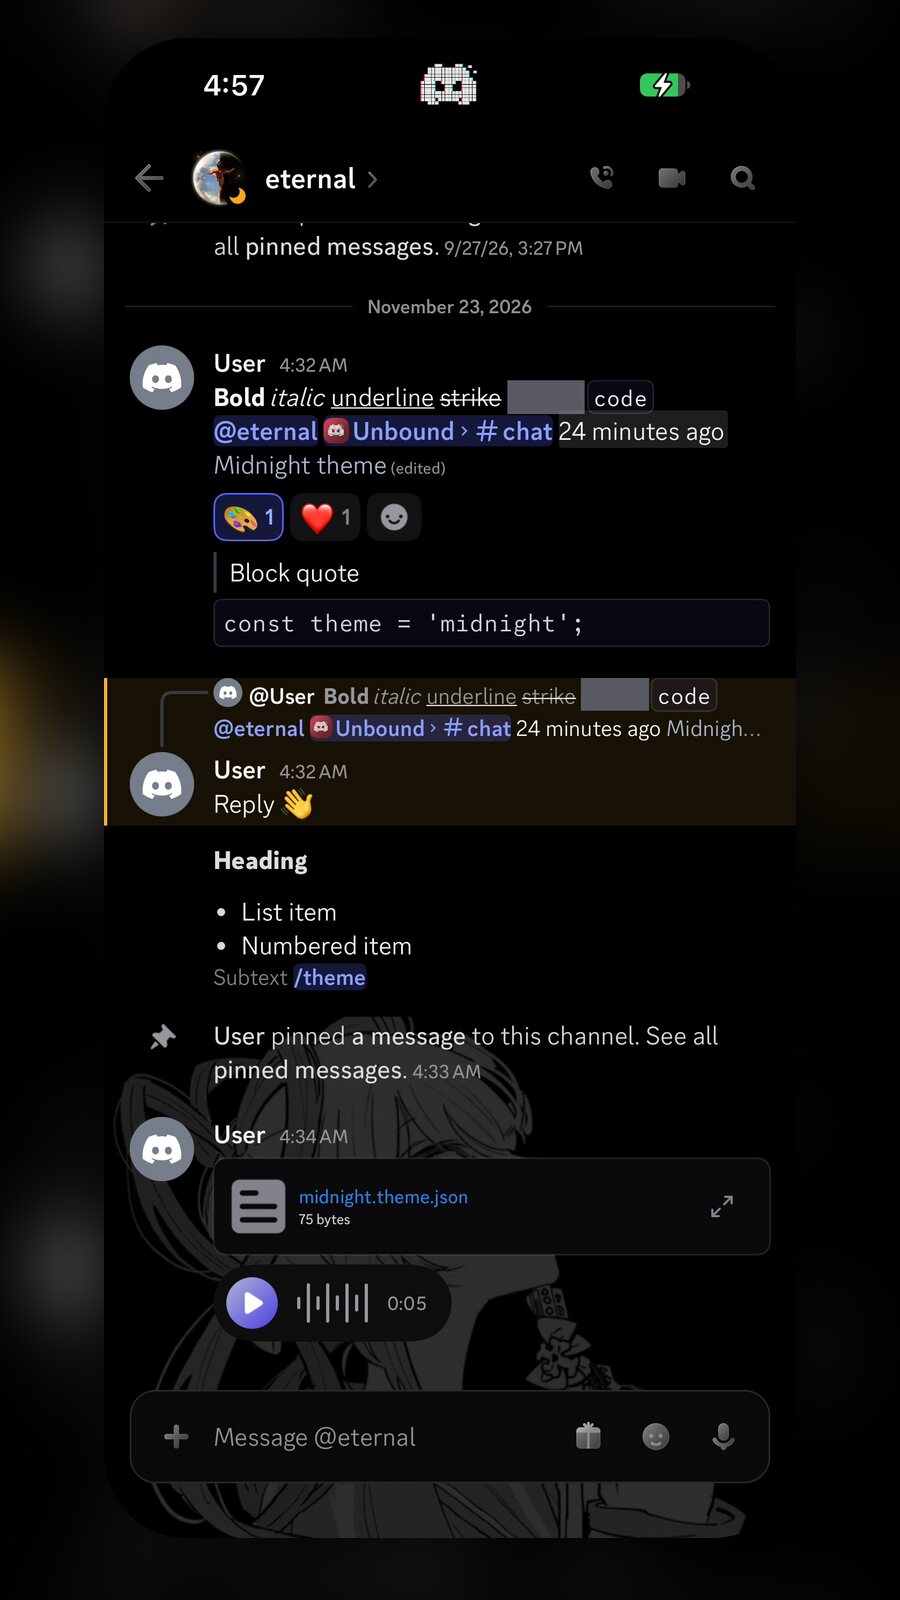 4:57
eternal
all pinned messages. 9/27/26, 3:27 PM
November 23, 2026
User 4:32 AM
Bold italic underline strike code
@eternal Unbound › # chat 24 minutes ago
Midnight theme (edited)
1 1
Block quote
const theme = 'midnight';
@User Bold italic underline strike code
@eternal Unbound › # chat 24 minutes ago Midnigh...
User 4:32 AM
Reply
Heading
• List item
• Numbered item
Subtext /theme
User pinned a message to this channel. See all
pinned messages. 4:33 AM
User 4:34 AM
midnight.theme.json
75 bytes
0:05
Message @eternal